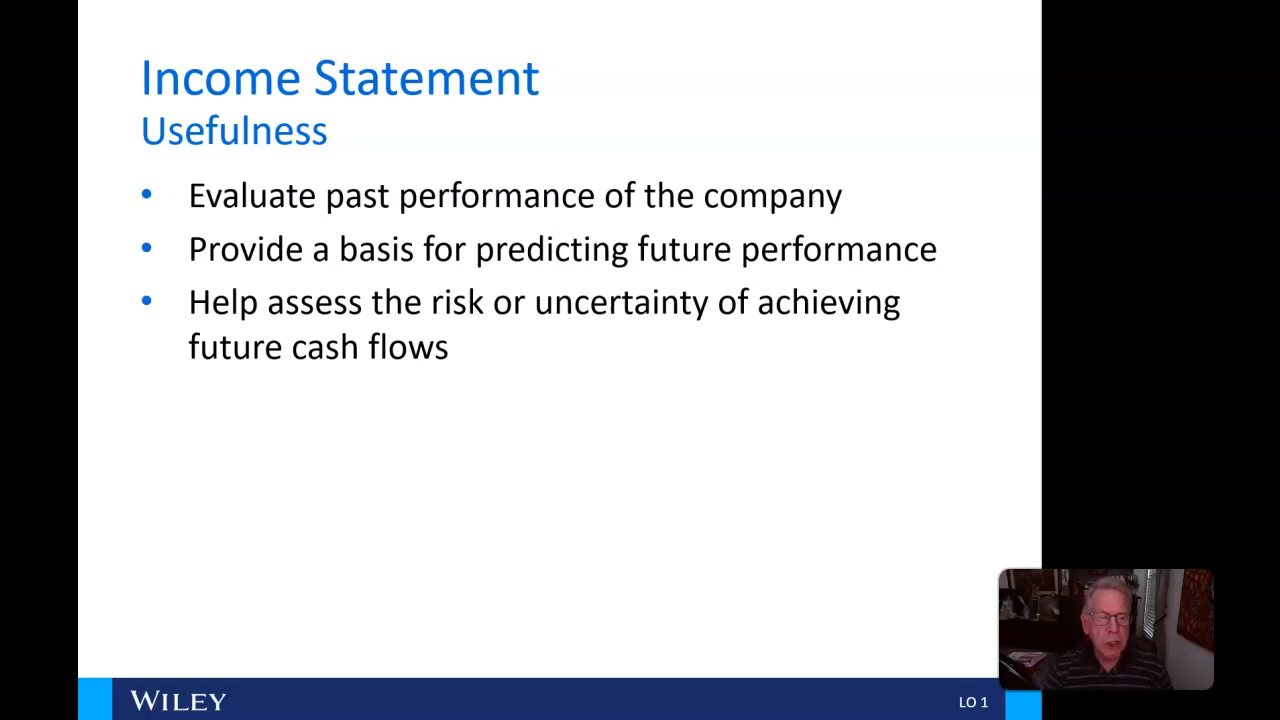 Income Statement
Usefulness
• Evaluate past performance of the company
• Provide a basis for predicting future performance
• Help assess the risk or uncertainty of achieving
future cash flows
WILEY
LO 1